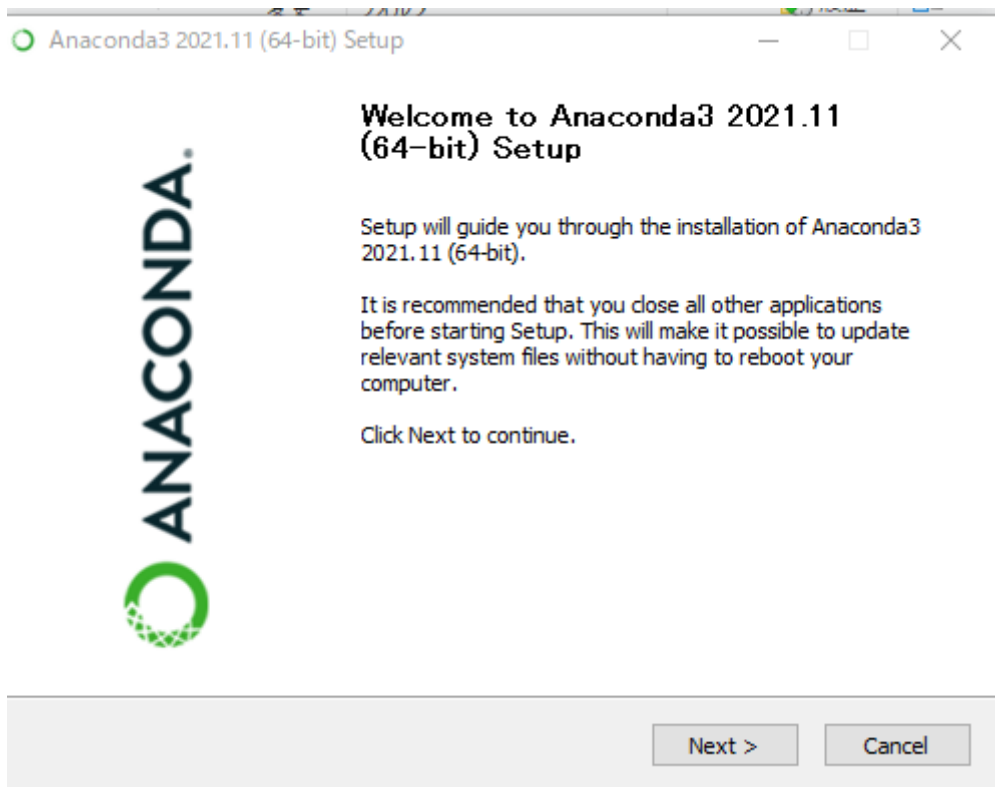 Anaconda3 2021.11 (64-bit) Setup
Welcome to Anaconda3 2021.11
(64-bit) Setup
ANACONDA.
Setup will guide you through the installation of Anaconda3
2021.11 (64-bit).
It is recommended that you close all other applications
before starting Setup. This will make it possible to update
relevant system files without having to reboot your
computer.
Click Next to continue.
Next >
Cancel